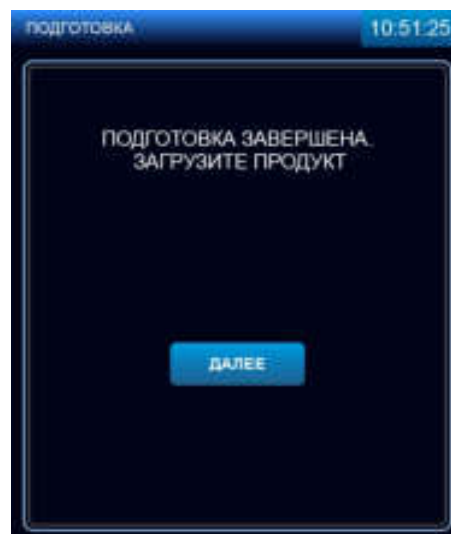 ПОДГОТОВКА 10:51:25
ПОДГОТОВКА ЗАВЕРШЕНА.
ЗАГРУЗИТЕ ПРОДУКТ
ДАЛЕЕ